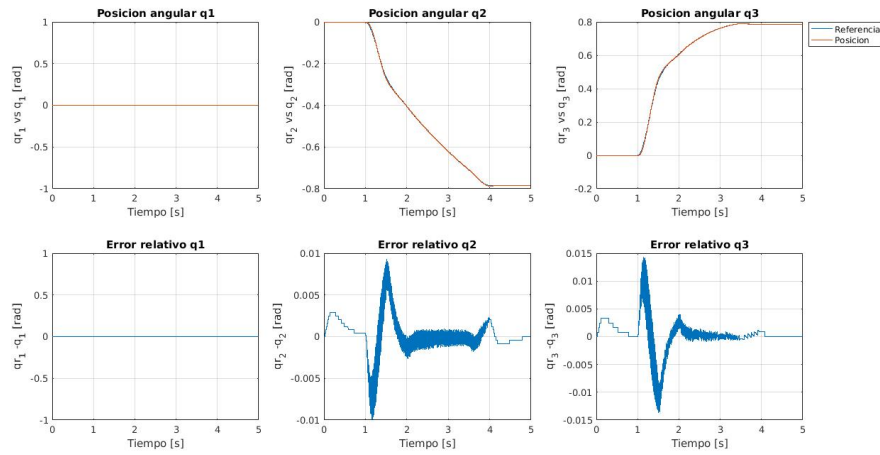 Posicion angular q1
Posicion angular q2
Posicion angular q3
Referencia
Posicion
qr1 vs q1 [rad]
1
0.5
0
-0.5
-1
0 1 2 3 4 5
Tiempo [s]
qr2 vs q2 [rad]
0
-0.2
-0.4
-0.6
-0.8
0 1 2 3 4 5
Tiempo [s]
qr3 vs q3 [rad]
0.8
0.6
0.4
0.2
0
-0.2
0 1 2 3 4 5
Tiempo [s]
Error relativo q1
Error relativo q2
Error relativo q3
qr1 -q1 [rad]
1
0.5
0
-0.5
-1
0 1 2 3 4 5
Tiempo [s]
qr2 -q2 [rad]
0.01
0.005
0
-0.005
-0.01
0 1 2 3 4 5
Tiempo [s]
qr3 -q3 [rad]
0.015
0.01
0.005
0
-0.005
-0.01
-0.015
0 1 2 3 4 5
Tiempo [s]